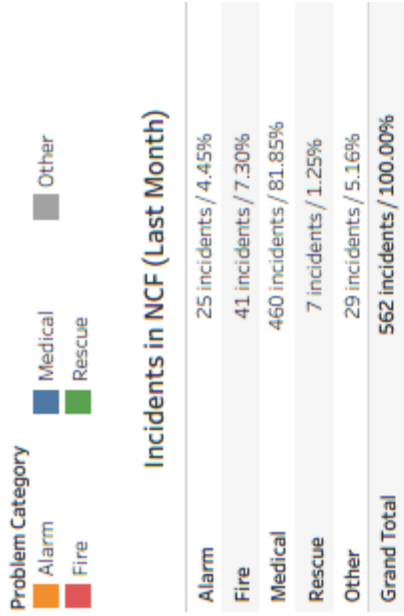 Problem Category
Alarm Medical Other
Fire Rescue
Incidents in NCF (Last Month)
Alarm 25 incidents / 4.45%
Fire 41 incidents / 7.30%
Medical 460 incidents / 81.85%
Rescue 7 incidents / 1.25%
Other 29 incidents / 5.16%
Grand Total 562 incidents / 100.00%